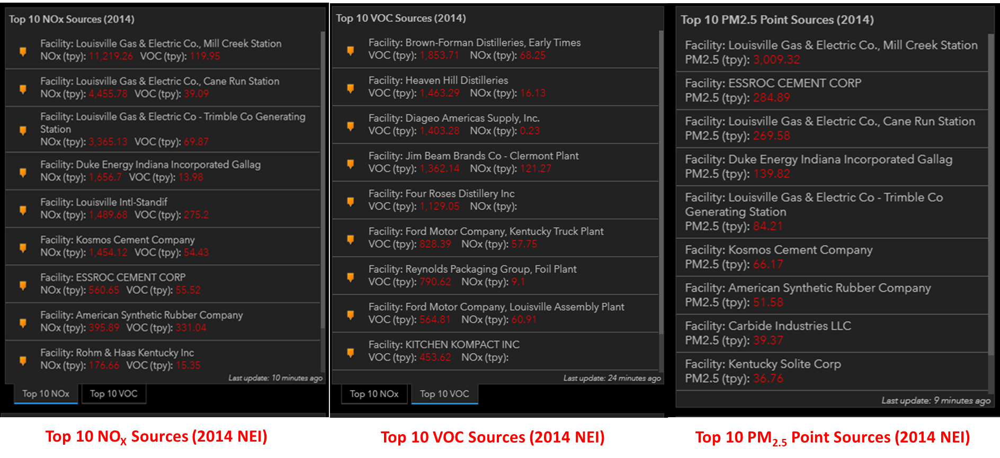 Top 10 NOx Sources (2014)
Facility: Louisville Gas & Electric Co., Mill Creek Station
NOx (tpy): 11,219.26 VOC (tpy): 119.95
Facility: Louisville Gas & Electric Co., Cane Run Station
NOx (tpy): 4,455.78 VOC (tpy): 39.09
Facility: Louisville Gas & Electric Co - Trimble Co Generating
Station
NOx (tpy): 3,365.13 VOC (tpy): 69.87
Facility: Duke Energy Indiana Incorporated Gallag
NOx (tpy): 1,656.7 VOC (tpy): 13.98
Facility: Louisville Intl-Standif
NOx (tpy): 1,489.68 VOC (tpy): 275.2
Facility: Kosmos Cement Company
NOx (tpy): 1,454.12 VOC (tpy): 54.43
Facility: ESSROC CEMENT CORP
NOx (tpy): 560.65 VOC (tpy): 55.52
Facility: American Synthetic Rubber Company
NOx (tpy): 395.89 VOC (tpy): 331.04
Facility: Rohm & Haas Kentucky Inc
NOx (tpy): 176.66 VOC (tpy): 15.35
Last update: 10 minutes ago
Top 10 NOx Top 10 VOC
Top 10 NOX Sources (2014 NEI)
Top 10 VOC Sources (2014)
Facility: Brown-Forman Distilleries, Early Times
VOC (tpy): 1,853.71 NOx (tpy): 68.25
Facility: Heaven Hill Distilleries
VOC (tpy): 1,463.29 NOx (tpy): 16.13
Facility: Diageo Americas Supply, Inc.
VOC (tpy): 1,403.28 NOx (tpy): 0.23
Facility: Jim Beam Brands Co - Clermont Plant
VOC (tpy): 1,362.14 NOx (tpy): 121.27
Facility: Four Roses Distillery Inc
VOC (tpy): 1,129.05 NOx (tpy):
Facility: Ford Motor Company, Kentucky Truck Plant
VOC (tpy): 828.39 NOx (tpy): 57.75
Facility: Reynolds Packaging Group, Foil Plant
VOC (tpy): 790.62 NOx (tpy): 9.1
Facility: Ford Motor Company, Louisville Assembly Plant
VOC (tpy): 564.81 NOx (tpy): 60.91
Facility: KITCHEN KOMPACT INC
VOC (tpy): 453.62 NOx (tpy):
Last update: 24 minutes ago
Top 10 NOx Top 10 VOC
Top 10 VOC Sources (2014 NEI)
Top 10 PM2.5 Point Sources (2014)
Facility: Louisville Gas & Electric Co., Mill Creek Station
PM2.5 (tpy): 3,009.32
Facility: ESSROC CEMENT CORP
PM2.5 (tpy): 284.89
Facility: Louisville Gas & Electric Co., Cane Run Station
PM2.5 (tpy): 269.58
Facility: Duke Energy Indiana Incorporated Gallag
PM2.5 (tpy): 139.82
Facility: Louisville Gas & Electric Co - Trimble Co
Generating Station
PM2.5 (tpy): 84.21
Facility: Kosmos Cement Company
PM2.5 (tpy): 66.17
Facility: American Synthetic Rubber Company
PM2.5 (tpy): 51.58
Facility: Carbide Industries LLC
PM2.5 (tpy): 39.37
Facility: Kentucky Solite Corp
PM2.5 (tpy): 36.76
Last update: 9 minutes ago
Top 10 PM2.5 Point Sources (2014 NEI)